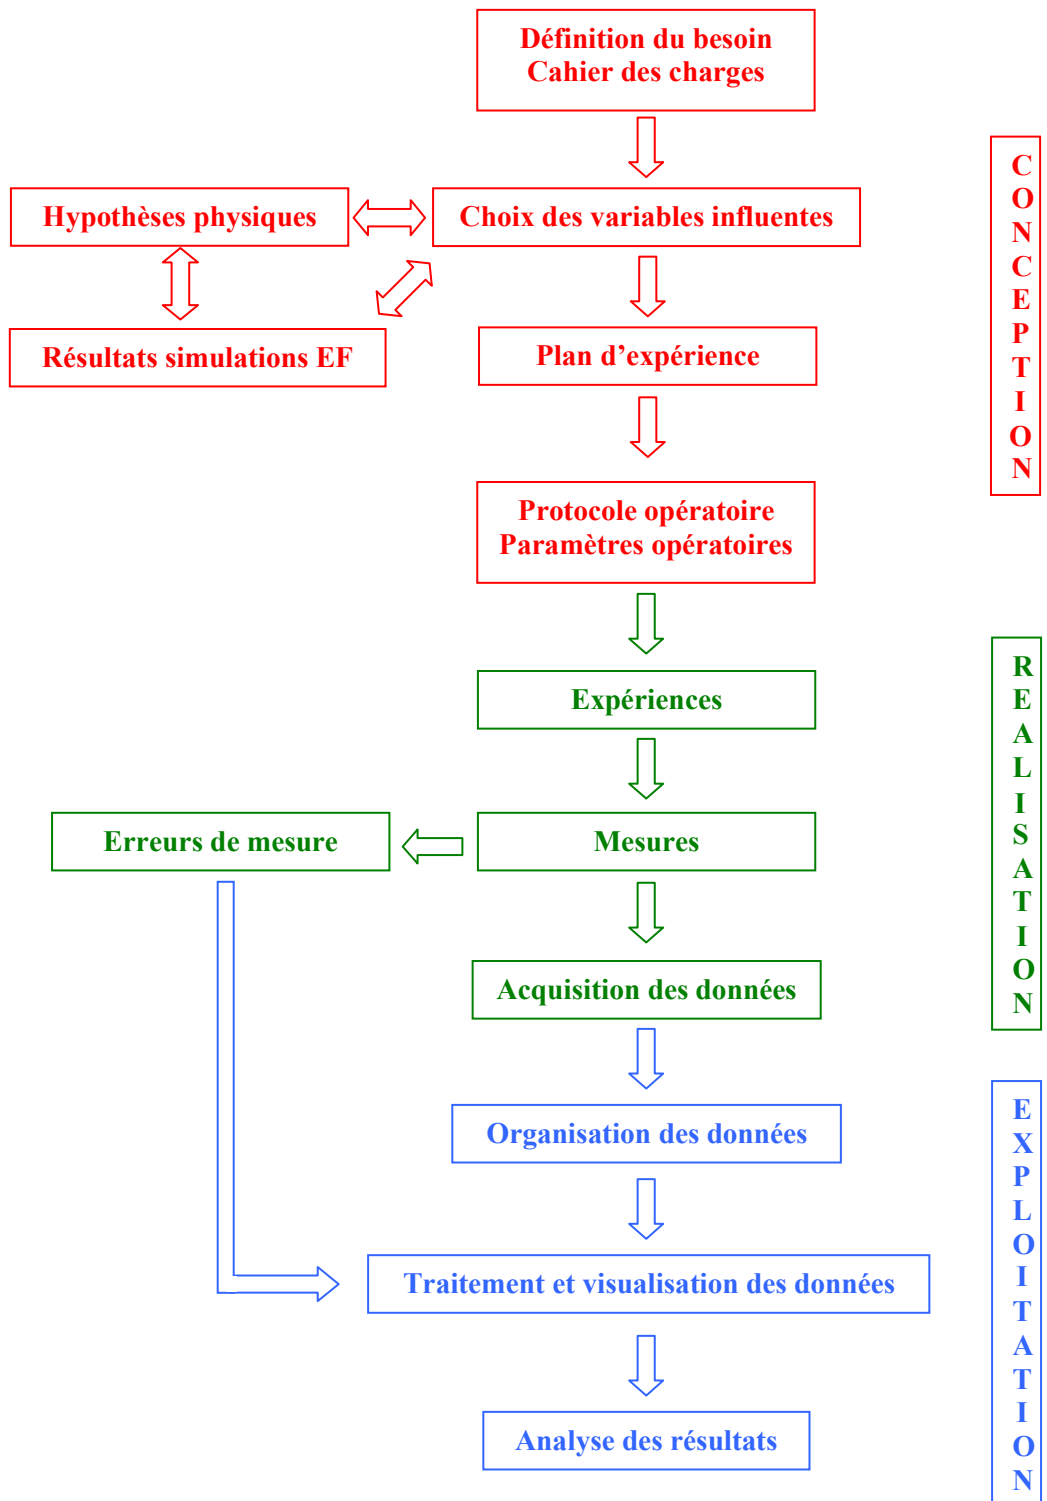 Définition du besoin
Cahier des charges
Hypothèses physiques
Choix des variables influentes
Résultats simulations EF
Plan d’expérience
Protocole opératoire
Paramètres opératoires
CONCEPTION
Expériences
Erreurs de mesure
Mesures
Acquisition des données
REALISATION
Organisation des données
Traitement et visualisation des données
Analyse des résultats
EXPLOITATION